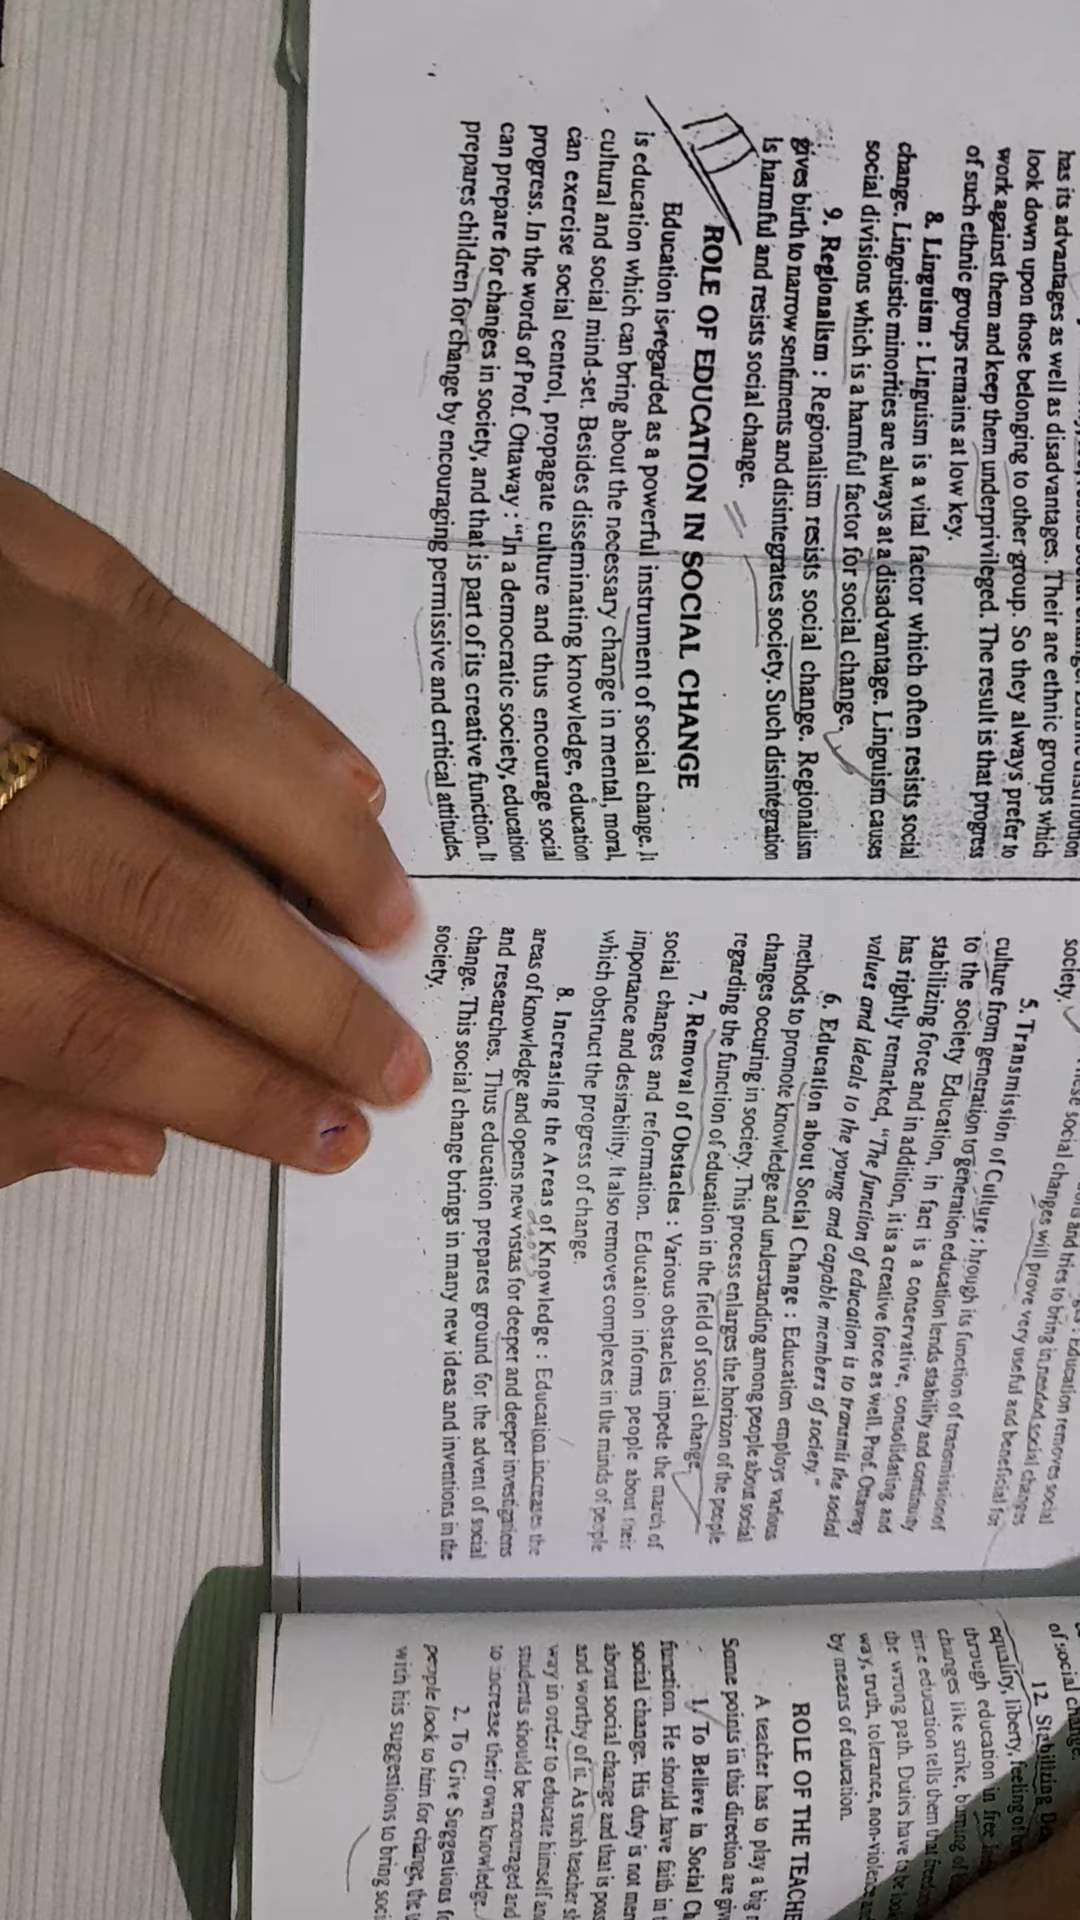 has its advantages as well as disadvantages. Their are ethnic groups which
look down upon those belonging to other group. So they always prefer to
work against them and keep them underprivileged. The result is that progress
of such ethnic groups remains at low key.
8. Linguism : Linguism is a vital factor which often resists social
change. Linguistic minorities are always at a disadvantage. Linguism causes
social divisions which is a harmful factor for social change.
9. Regionalism : Regionalism resists social change. Regionalism
gives birth to narrow sentiments and disintegrates society. Such disintegration
is harmful and resists social change.
ROLE OF EDUCATION IN SOCIAL CHANGE
Education is regarded as a powerful instrument of social change. It
is education which can bring about the necessary change in mental, moral,
cultural and social mind-set. Besides disseminating knowledge, education
can exercise social control, propagate culture and thus encourage social
progress. In the words of Prof. Ottaway : "In a democratic society, education
can prepare for changes in society, and that is part of its creative function. It
prepares children for change by encouraging permissive and critical attitudes,
Education removes social
and tries to bring in needed social changes
society. These social changes will prove very useful and beneficial for
5. Transmission of Culture ; hrough its function of transmission of
culture from generation to generation education lends stability and continuity
to the society Education, in fact is a conservative, consolidating and
stabilizing force and in addition, it is a creative force as well. Prof. Ottaway
has rightly remarked, "The function of education is to transmit the social
values and ideals to the young and capable members of society."
6. Education about Social Change : Education employs various
methods to promote knowledge and understanding among people about social
changes occuring in society. This process enlarges the horizon of the people
regarding the function of education in the field of social change.
7. Removal of Obstacles : Various obstacles impede the march of
social changes and reformation. Education informs people about their
importance and desirability. It also removes complexes in the minds of people
which obstruct the progress of change.
8. Increasing the Areas of Knowledge : Education increases the
areas of knowledge and opens new vistas for deeper and deeper investigations
and researches. Thus education prepares ground for the advent of social
change. This social change brings in many new ideas and inventions in the
society.
of social change.
12. Stabilizing
equality, liberty, feeling of
through education in free
changes like strike, burning of
education tells them that
the wrong path. Duties have to be
way, truth, tolerance, non-violence
by means of education.
ROLE OF THE
A teacher has to play a big
Some points in this direction are
1. To Believe in Social
function. He should have faith in
social change. His duty is not
about social change and that is
and worthy of it. As such teacher
way in order to educate himself
students should be encouraged and
to increase their own knowledge.
2. To Give Suggestions
people look to him for change, the
with his suggestions to bring